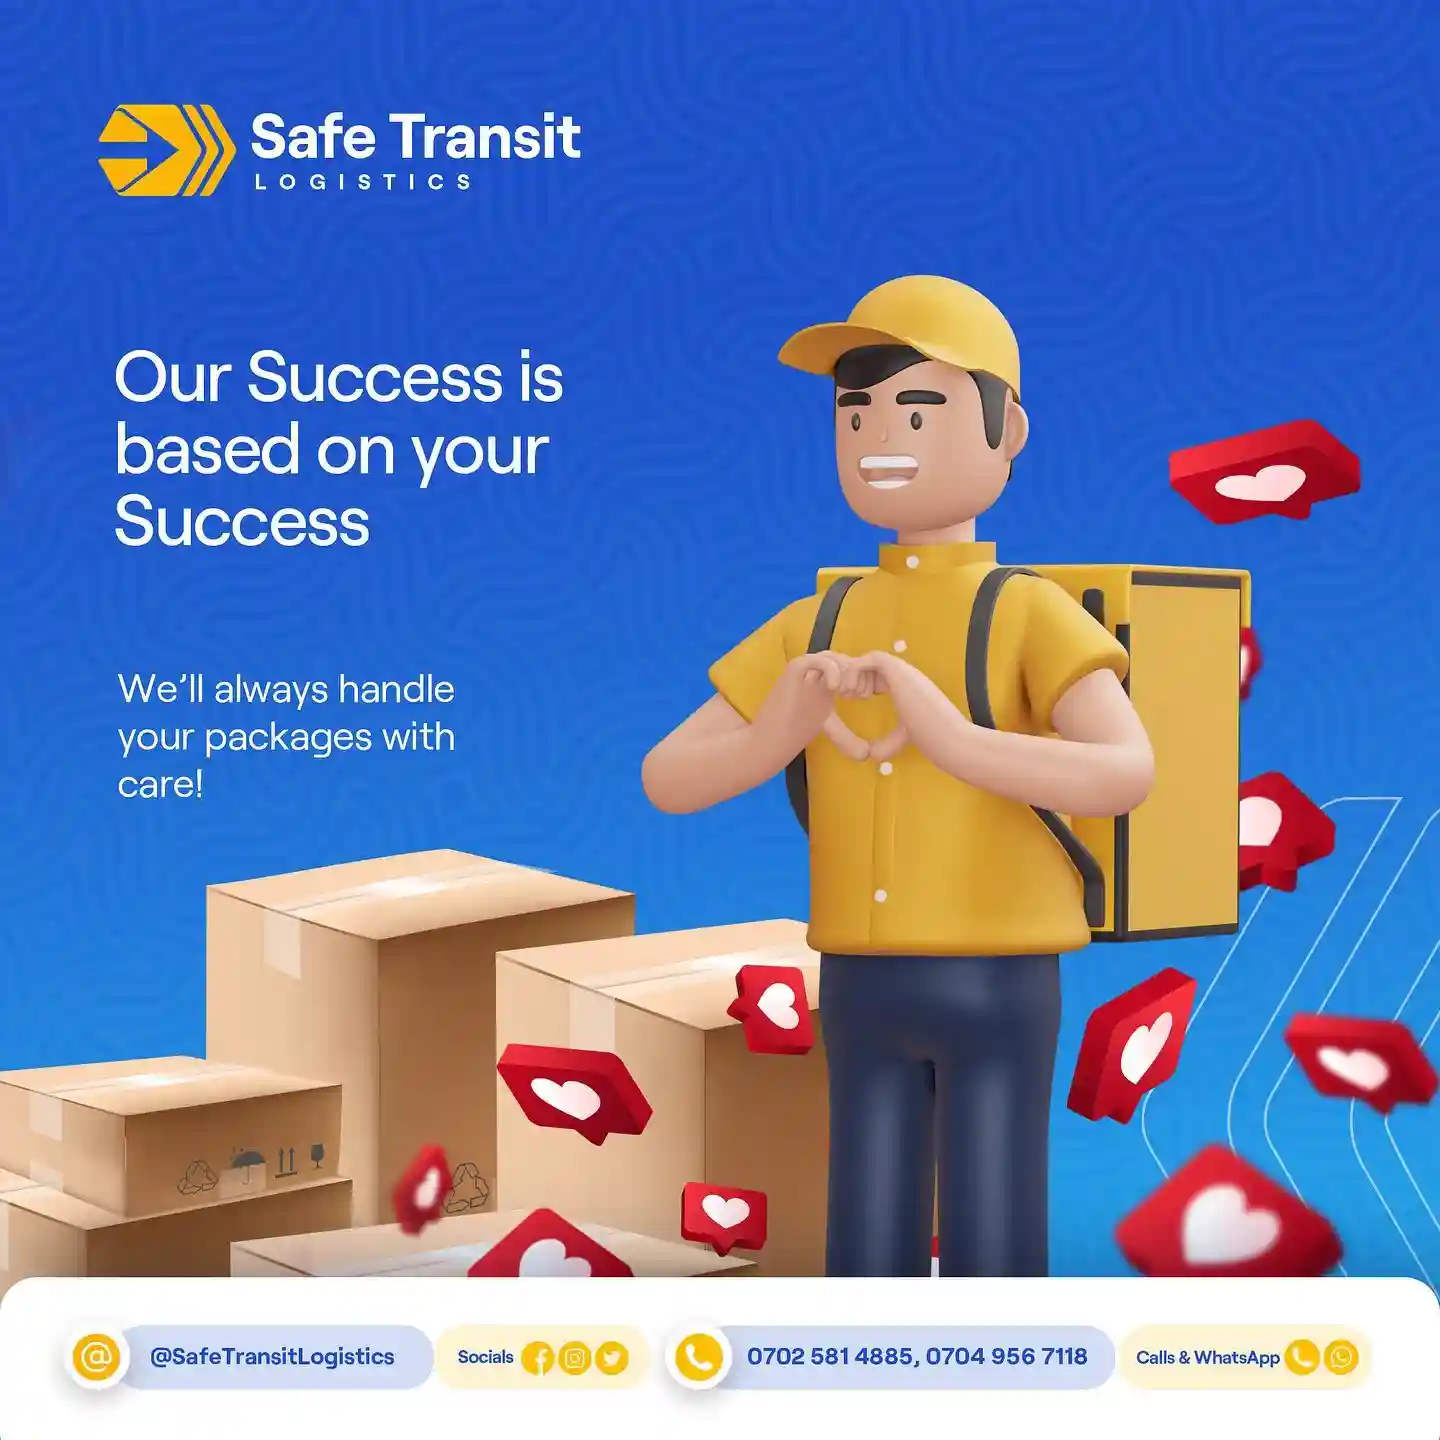 Safe Transit
LOGISTICS
Our Success is
based on your
Success
We’ll always handle
your packages with
care!
@SafeTransitLogistics
Socials
0702 581 4885, 0704 956 7118
Calls & WhatsApp